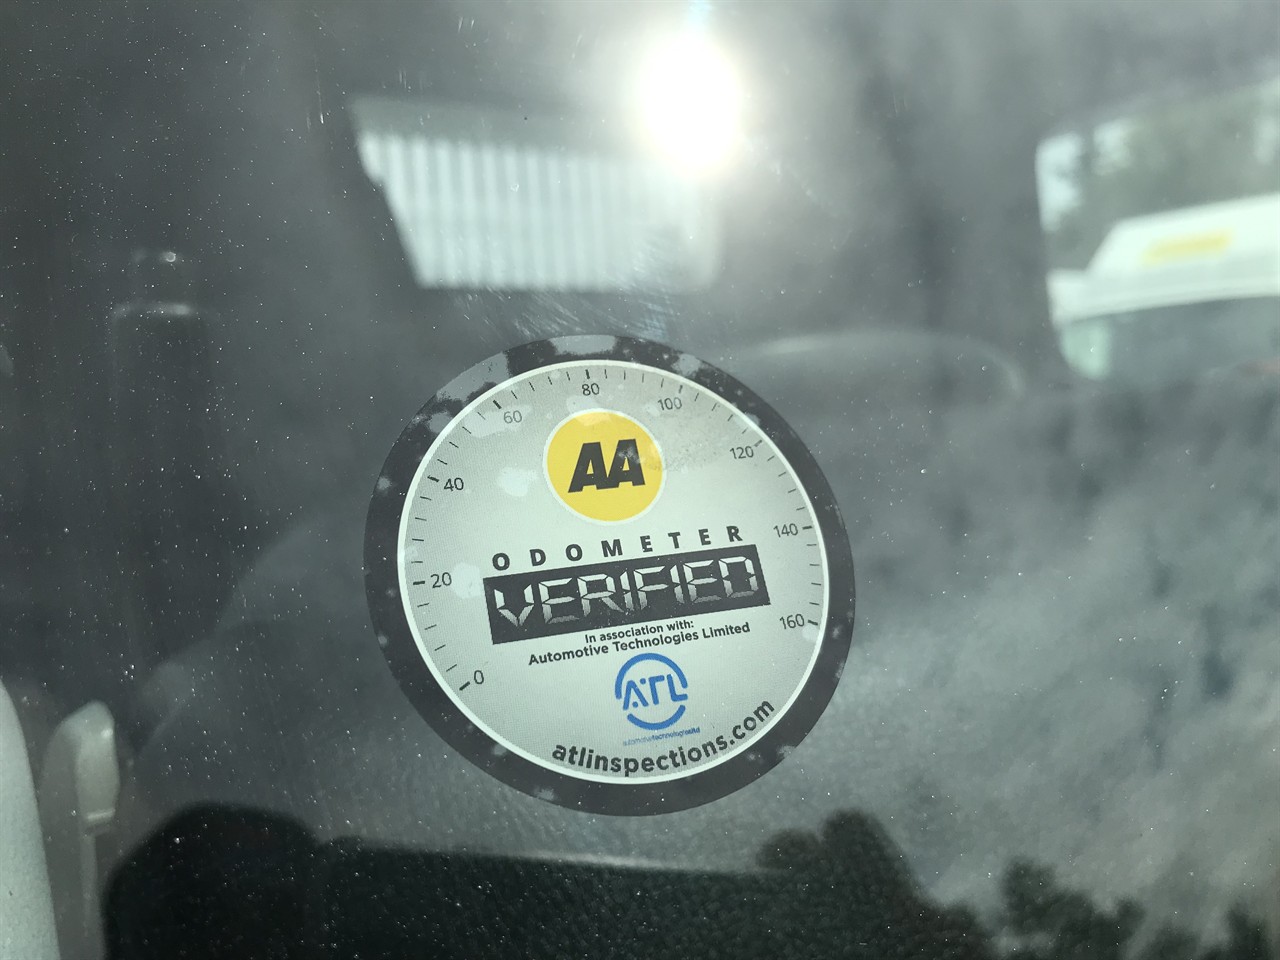 0
20
40
60
80
100
120
140
160
AA
ODOMETER
VERIFIED
In association with:
Automotive Technologies Limited
ATL
atlinspections.com